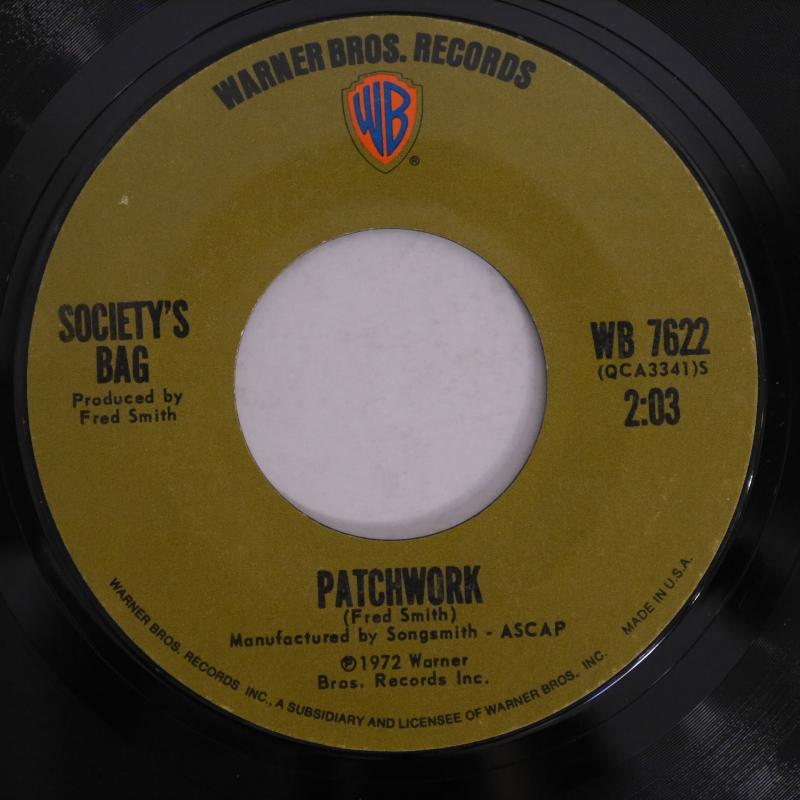 WARNER BROS. RECORDS
WB
®
SOCIETY'S
BAG
Produced by
Fred Smith
WB 7622
(QCA3341)S
2:03
PATCHWORK
(Fred Smith)
Manufactured by Songsmith - ASCAP
℗1972 Warner
Bros. Records Inc.
WARNER BROS. RECORDS INC., A SUBSIDIARY AND LICENSEE OF WARNER BROS. INC.
MADE IN U.S.A.